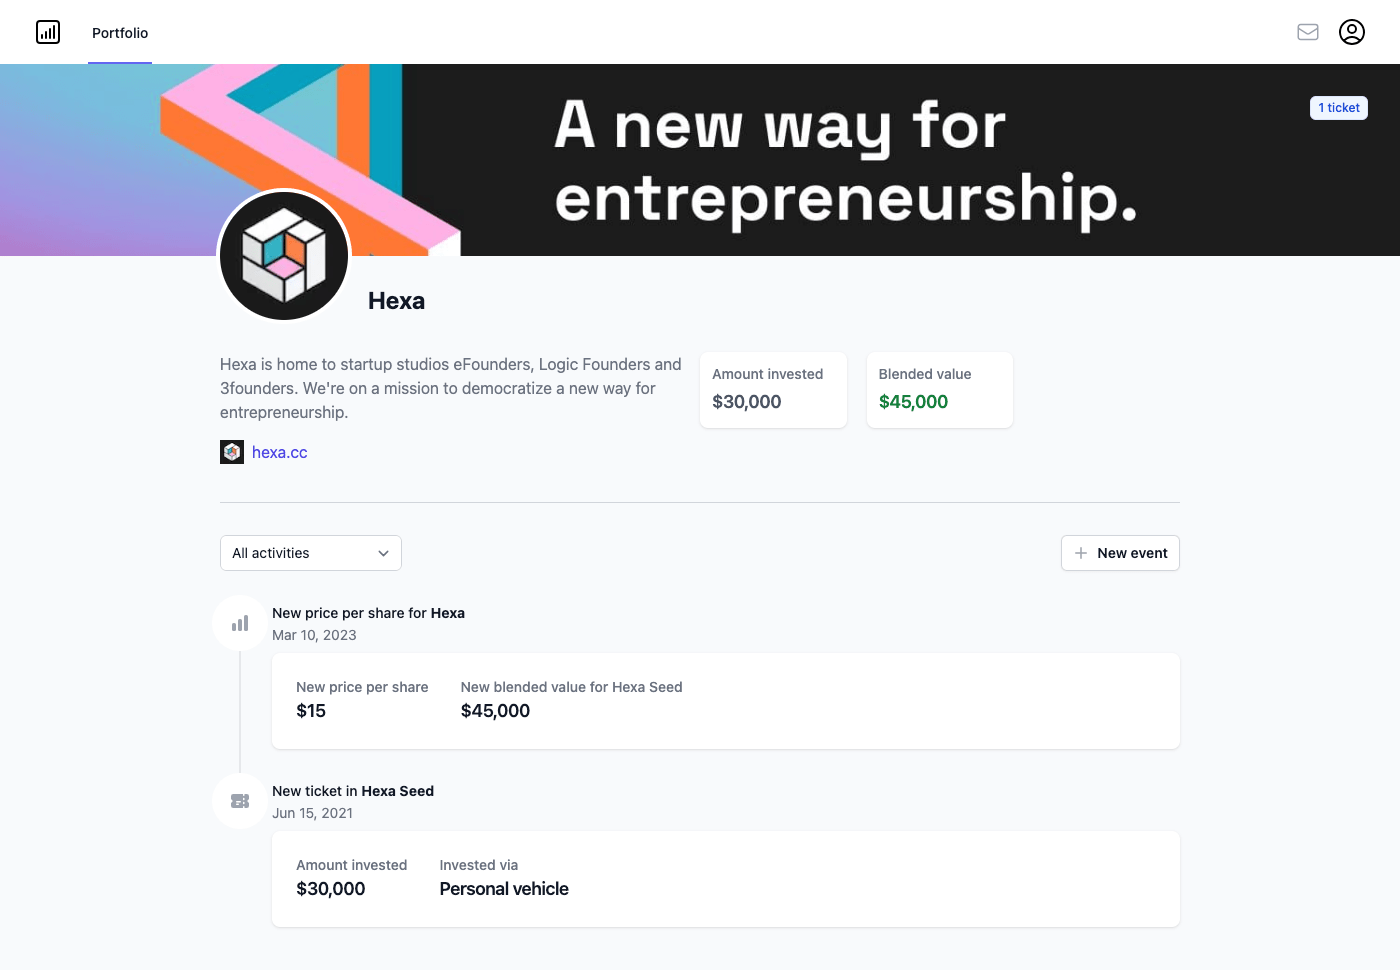 Portfolio
A new way for
entrepreneurship.
1 ticket
Hexa
Hexa is home to startup studios eFounders, Logic Founders and
3founders. We're on a mission to democratize a new way for
entrepreneurship.
hexa.cc
Amount invested
$30,000
Blended value
$45,000
All activities
New event
New price per share for Hexa
Mar 10, 2023
New price per share
$15
New blended value for Hexa Seed
$45,000
New ticket in Hexa Seed
Jun 15, 2021
Amount invested
$30,000
Invested via
Personal vehicle